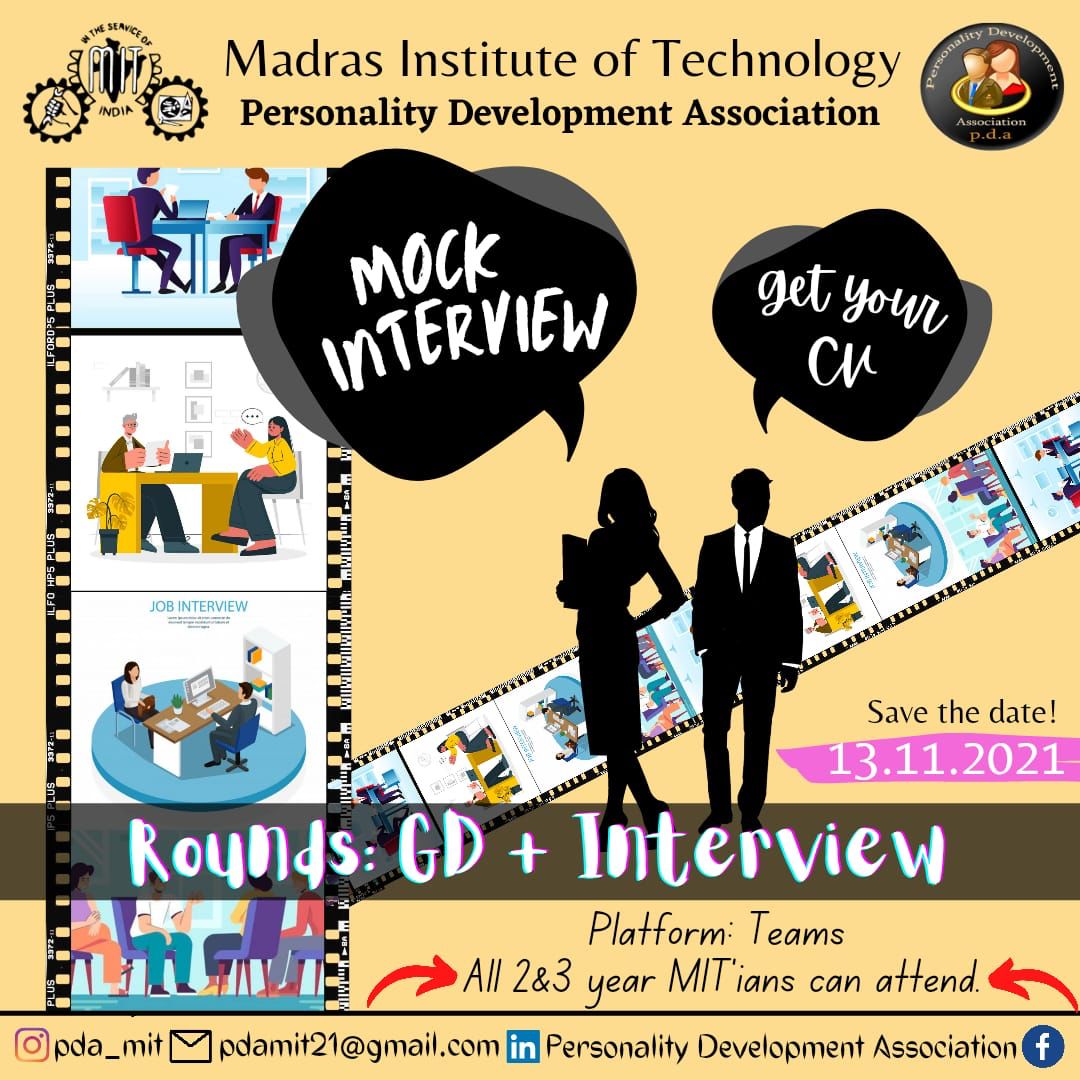 IN THE SERVICE OF
MIT
INDIA
Madras Institute of Technology
Personality Development Association
Personality Development
Association
p.d.a
MOCK
INTERVIEW
get your
CV
JOB INTERVIEW
Save the date!
13.11.2021
Rounds: GD + Interview
Platform: Teams
All 2&3 year MIT'ians can attend.
pda_mit pdamit21@gmail.com in Personality Development Association f